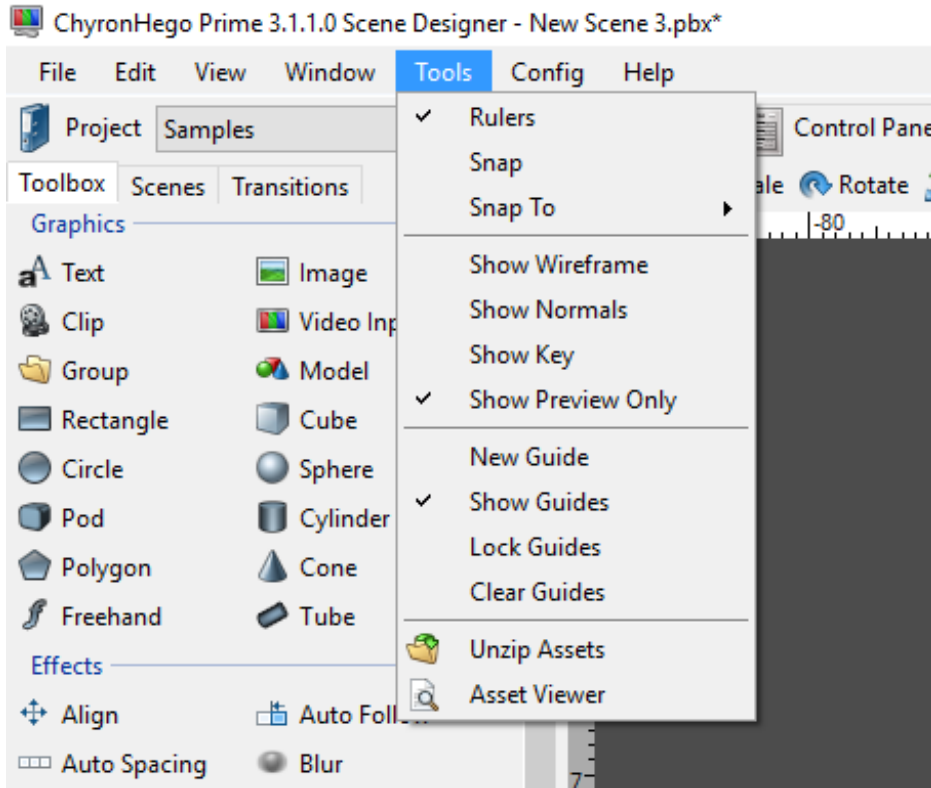 ChyronHego Prime 3.1.1.0 Scene Designer - New Scene 3.pbx*
File Edit View Window Tools Config Help
Project Samples
Control Pane
Toolbox Scenes Transitions
ale Rotate
-80
Graphics
Text Image
Clip Video Inp
Group Model
Rectangle Cube
Circle Sphere
Pod Cylinder
Polygon Cone
Freehand Tube
Effects
Align Auto Follow
Auto Spacing Blur
7
Rulers
Snap
Snap To
Show Wireframe
Show Normals
Show Key
Show Preview Only
New Guide
Show Guides
Lock Guides
Clear Guides
Unzip Assets
Asset Viewer